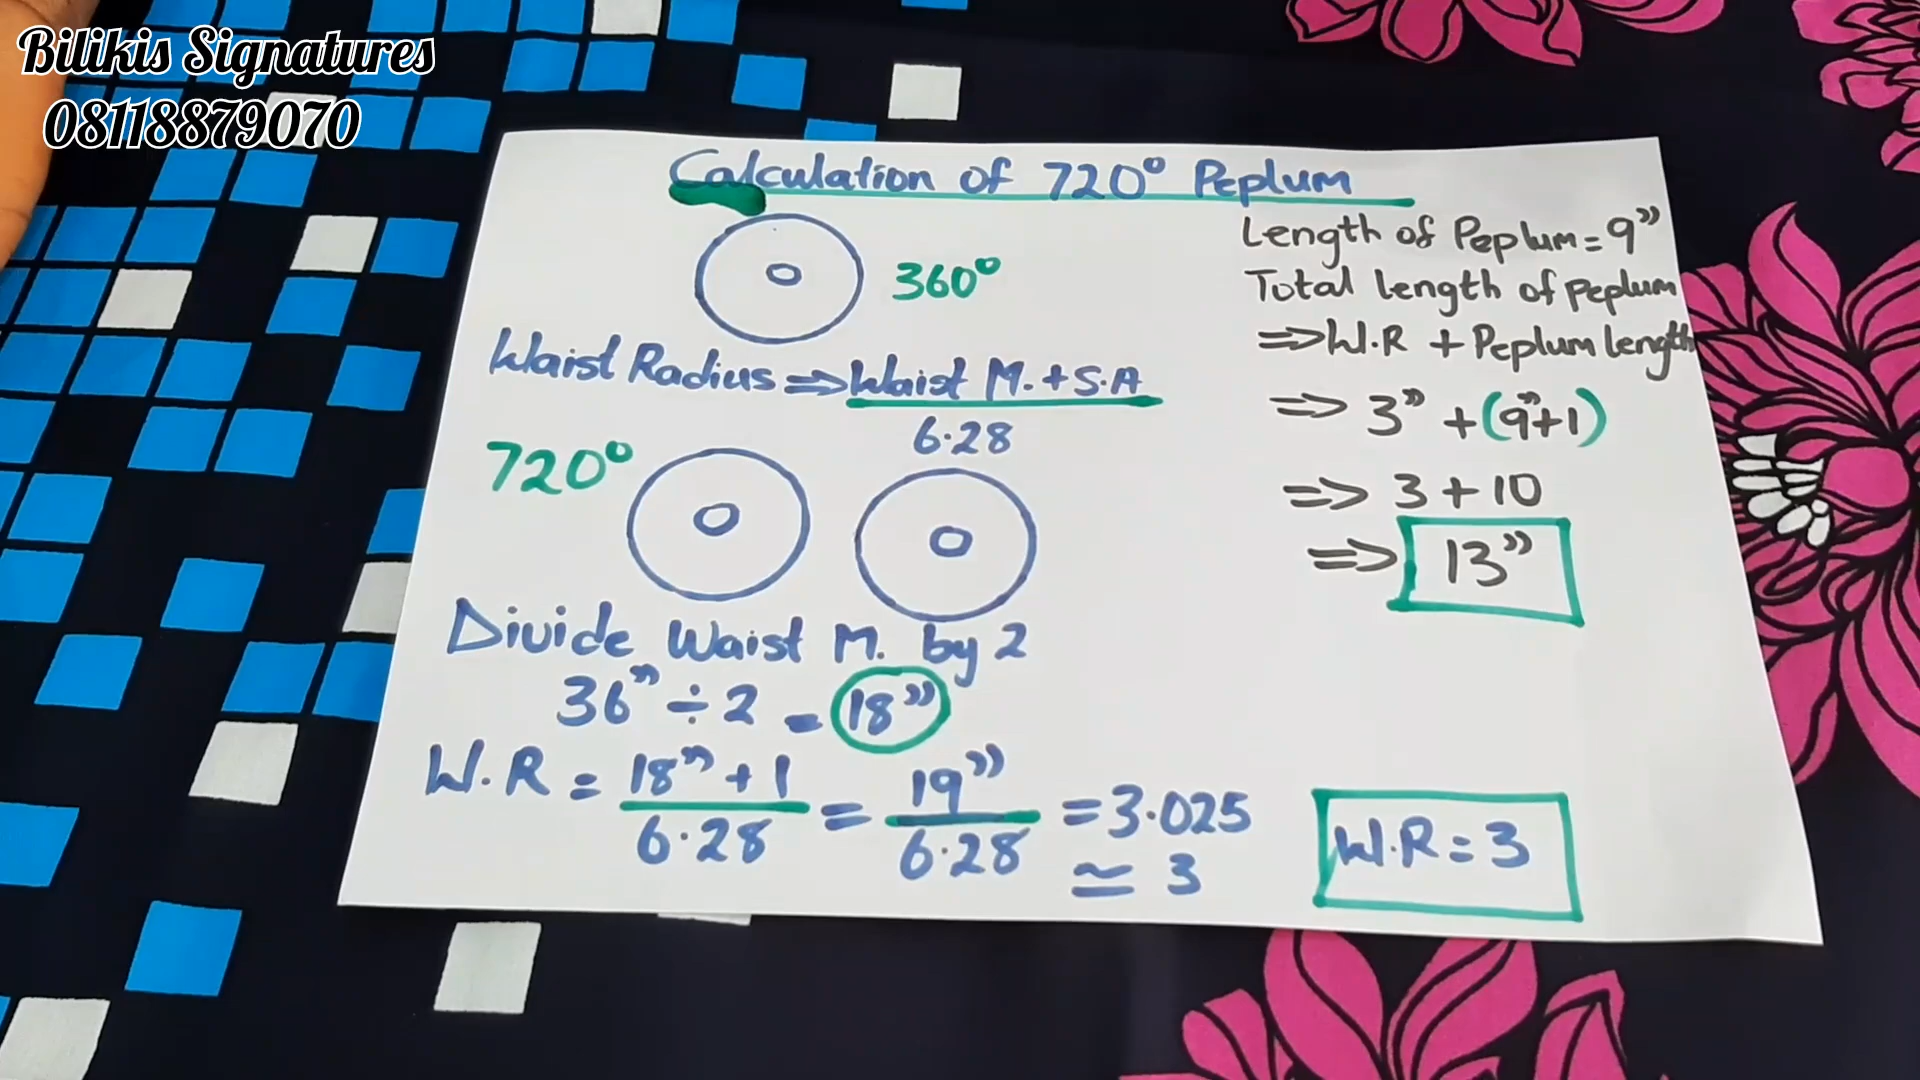 Bilikis Signatures
08118879070
Calculation of 720° Peplum
360°
Waist Radius ⇒ Waist M. + S.A
6.28
720°
Divide Waist M. by 2
36" ÷ 2 = 18"
W.R = 18" + 1 = 19" = 3.025
6.28 6.28 ≃ 3
W.R = 3
Length of Peplum = 9"
Total length of Peplum
⇒ W.R + Peplum length
⇒ 3" + (9"+1)
⇒ 3 + 10
⇒ 13"